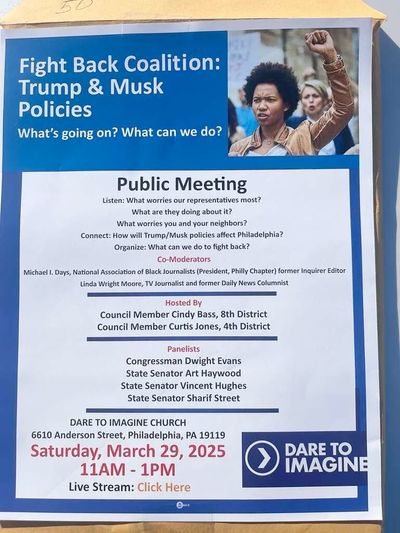 50
Fight Back Coalition:
Trump & Musk
Policies
What's going on? What can we do?
Public Meeting
Listen: What worries our representatives most?
What are they doing about it?
What worries you and your neighbors?
Connect: How will Trump/Musk policies affect Philadelphia?
Organize: What can we do to fight back?
Co-Moderators
Michael I. Days, National Association of Black Journalists (President, Philly Chapter) former Inquirer Editor
Linda Wright Moore, TV Journalist and former Daily News Columnist
Hosted By
Council Member Cindy Bass, 8th District
Council Member Curtis Jones, 4th District
Panelists
Congressman Dwight Evans
State Senator Art Haywood
State Senator Vincent Hughes
State Senator Sharif Street
DARE TO IMAGINE CHURCH
6610 Anderson Street, Philadelphia, PA 19119
Saturday, March 29, 2025
11AM - 1PM
Live Stream: Click Here
DARE TO
IMAGINE